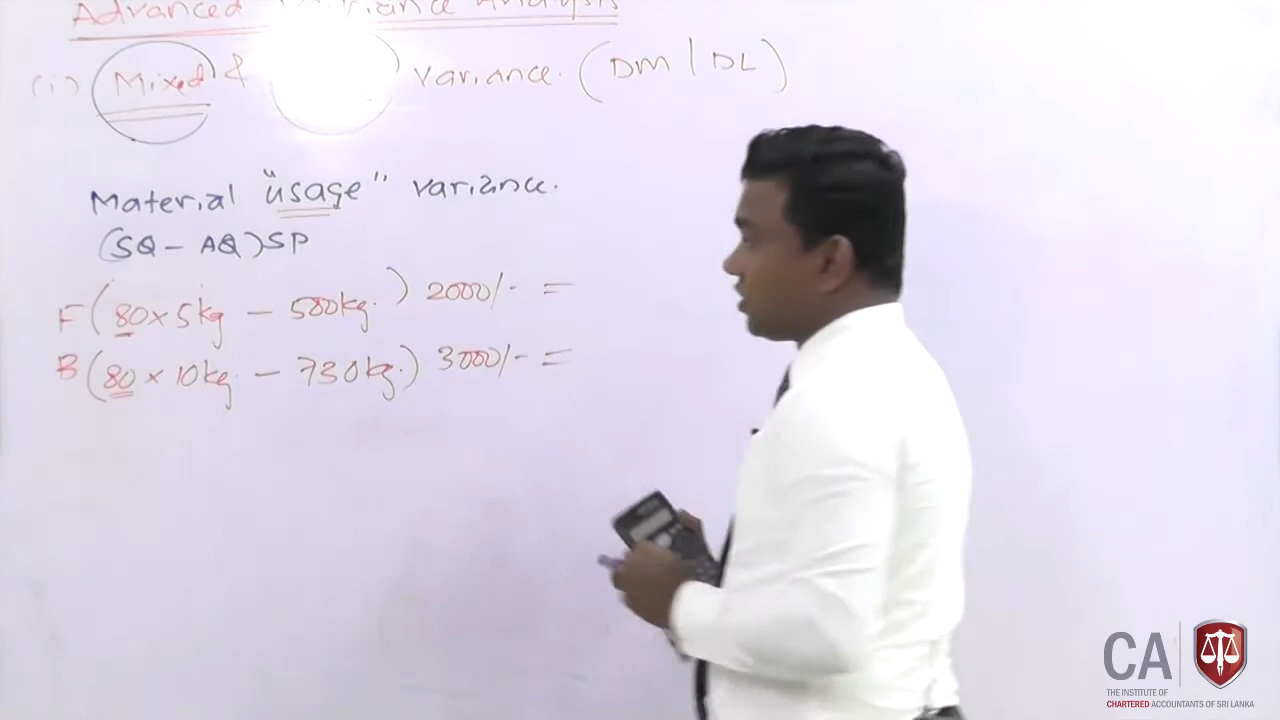 Advanced Variance Analysis
(i) Mixed & variance. (DM | DL)
Material "usage" variance.
(SQ - AQ) SP
F (80 x 5kg - 500kg.) 2000/- =
B (80 x 10kg - 730kg.) 3000/- =
CA
THE INSTITUTE OF
CHARTERED ACCOUNTANTS OF SRI LANKA